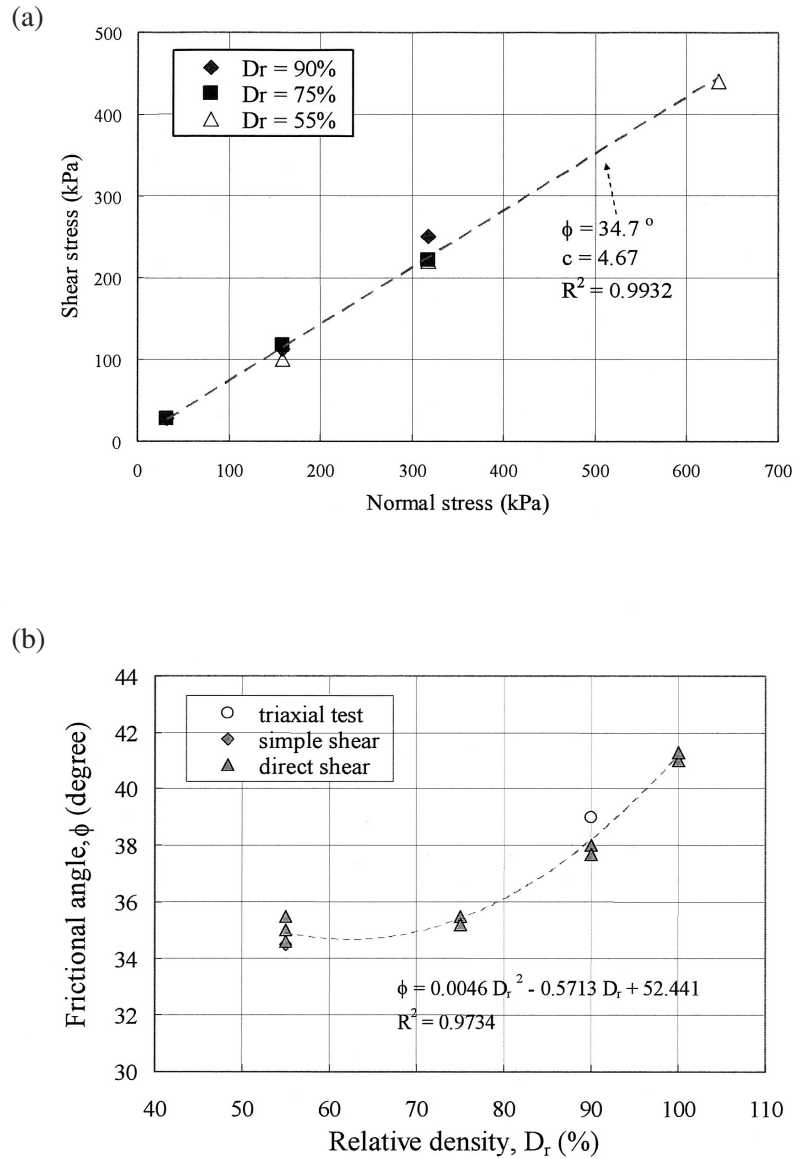 (a)
500
400
300
200
100
0
Shear stress (kPa)
Dr = 90%
Dr = 75%
Dr = 55%
ϕ = 34.7 °
c = 4.67
R² = 0.9932
0 100 200 300 400 500 600 700
Normal stress (kPa)
(b)
44
42
40
38
36
34
32
30
Frictional angle, ϕ (degree)
triaxial test
simple shear
direct shear
ϕ = 0.0046 Dᵣ² - 0.5713 Dᵣ + 52.441
R² = 0.9734
40 50 60 70 80 90 100 110
Relative density, Dᵣ (%)